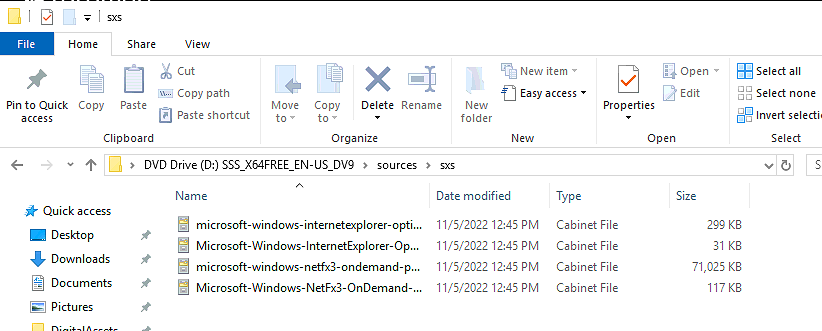 sxs
File Home Share View
Pin to Quick access
Copy
Paste
Cut
Copy path
Paste shortcut
Clipboard
Move to
Copy to
Delete
Rename
Organize
New folder
New item
Easy access
New
Properties
Open
Edit
Open
Select all
Select none
Invert selectio
Select
DVD Drive (D:) SSS_X64FREE_EN-US_DV9 sources sxs
S
Name Date modified Type Size
Quick access
Desktop
Downloads
Documents
Pictures
DigitalAssets
microsoft-windows-internetexplorer-opti... 11/5/2022 12:45 PM Cabinet File 299 KB
Microsoft-Windows-InternetExplorer-Op... 11/5/2022 12:45 PM Cabinet File 31 KB
microsoft-windows-netfx3-ondemand-p... 11/5/2022 12:45 PM Cabinet File 71,025 KB
Microsoft-Windows-NetFx3-OnDemand-... 11/5/2022 12:45 PM Cabinet File 117 KB